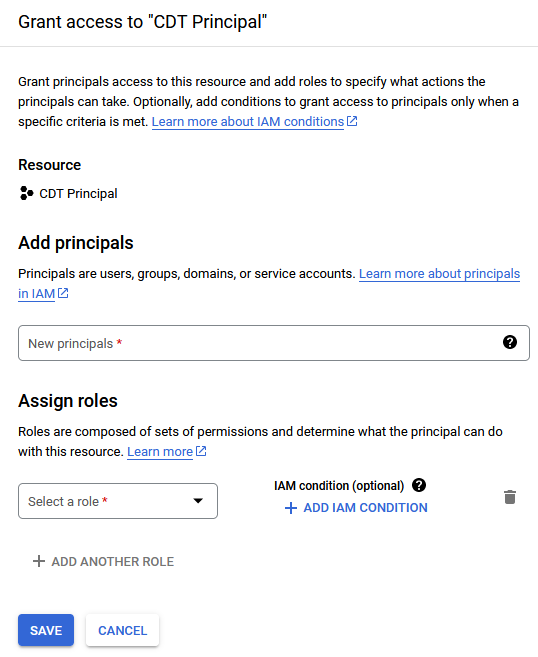 Grant access to "CDT Principal"
Grant principals access to this resource and add roles to specify what actions the
principals can take. Optionally, add conditions to grant access to principals only when a
specific criteria is met. Learn more about IAM conditions
Resource
CDT Principal
Add principals
Principals are users, groups, domains, or service accounts. Learn more about principals
in IAM
New principals *
?
Assign roles
Roles are composed of sets of permissions and determine what the principal can do
with this resource. Learn more
Select a role *
IAM condition (optional) ?
+ ADD IAM CONDITION
+ ADD ANOTHER ROLE
SAVE
CANCEL